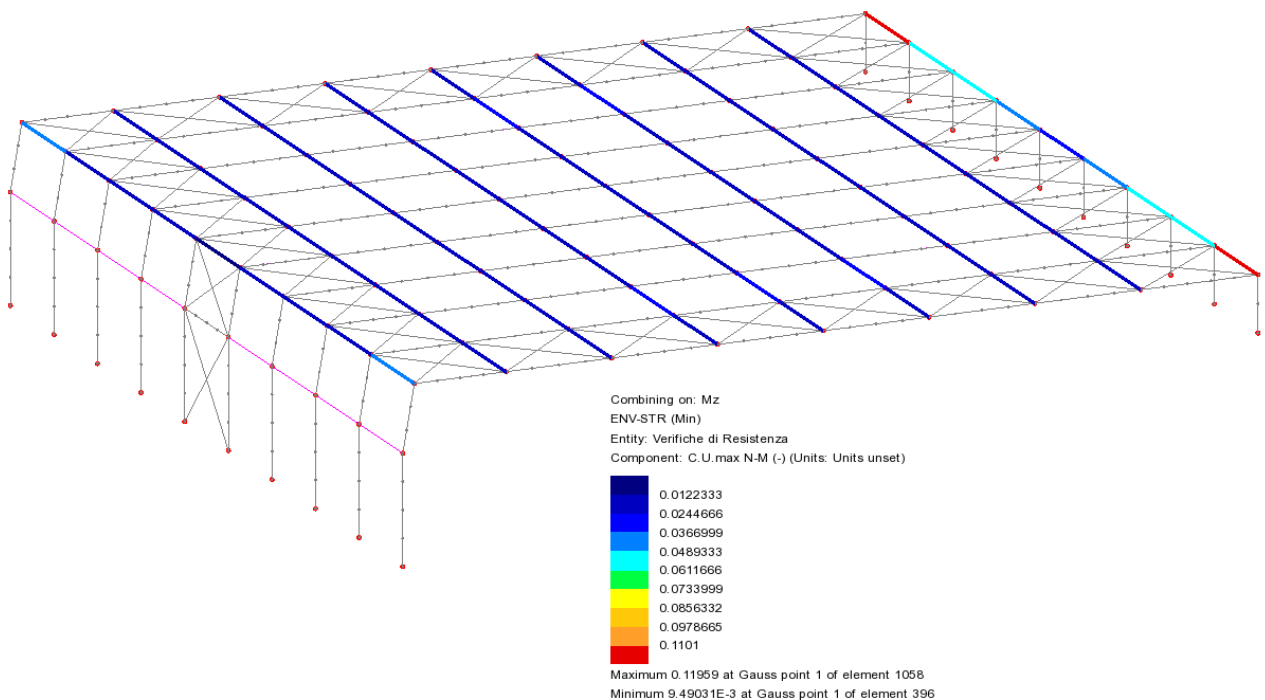 Combining on: Mz
ENV-STR (Min)
Entity: Verifiche di Resistenza
Component: C.U.max N-M (-) (Units: Units unset)
0.0122333
0.0244666
0.0366999
0.0489333
0.0611666
0.0733999
0.0856332
0.0978665
0.1101
Maximum 0.11959 at Gauss point 1 of element 1058
Minimum 9.49031E-3 at Gauss point 1 of element 396